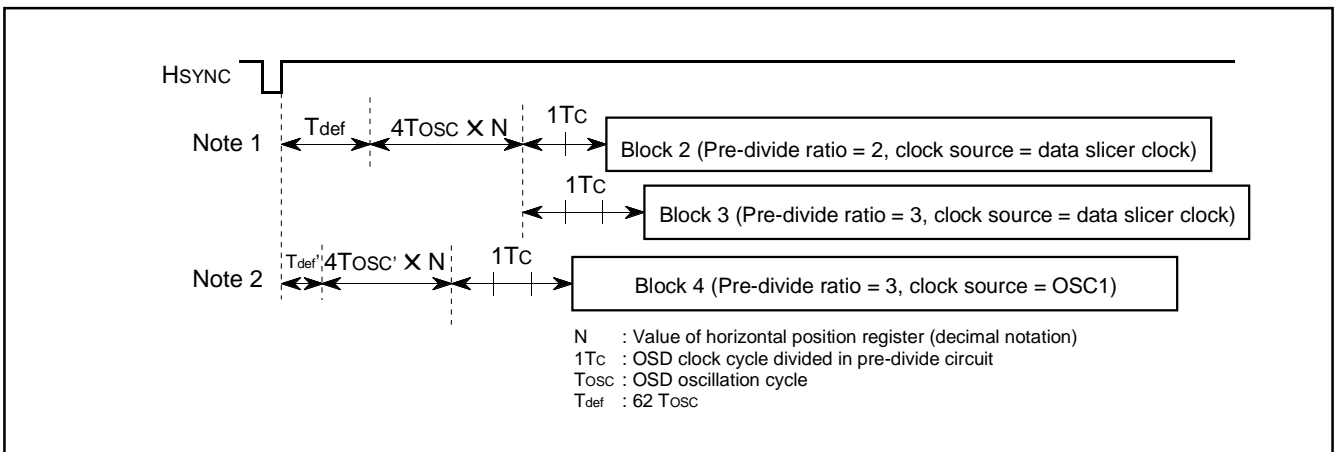 HSYNC
Note 1
Tdef
4TOSC × N
1TC
Block 2 (Pre-divide ratio = 2, clock source = data slicer clock)
1TC
Block 3 (Pre-divide ratio = 3, clock source = data slicer clock)
Note 2
Tdef’
4TOSC’ × N
1TC
Block 4 (Pre-divide ratio = 3, clock source = OSC1)
N : Value of horizontal position register (decimal notation)
1TC : OSD clock cycle divided in pre-divide circuit
TOSC : OSD oscillation cycle
Tdef : 62 TOSC